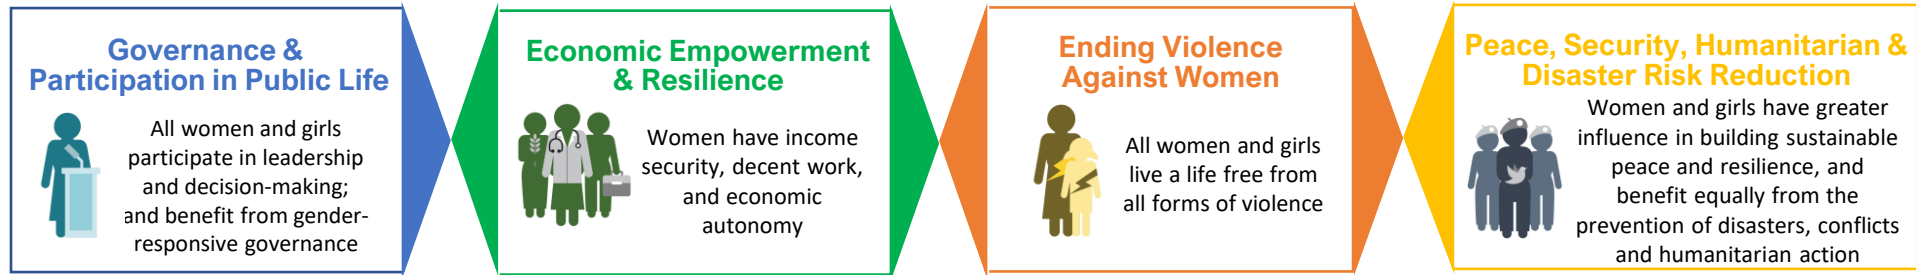 Governance &
Participation in Public Life
All women and girls
participate in leadership
and decision-making;
and benefit from gender-
responsive governance
Economic Empowerment
& Resilience
Women have income
security, decent work,
and economic
autonomy
Ending Violence
Against Women
All women and girls
live a life free from
all forms of violence
Peace, Security, Humanitarian &
Disaster Risk Reduction
Women and girls have greater
influence in building sustainable
peace and resilience, and
benefit equally from the
prevention of disasters, conflicts
and humanitarian action